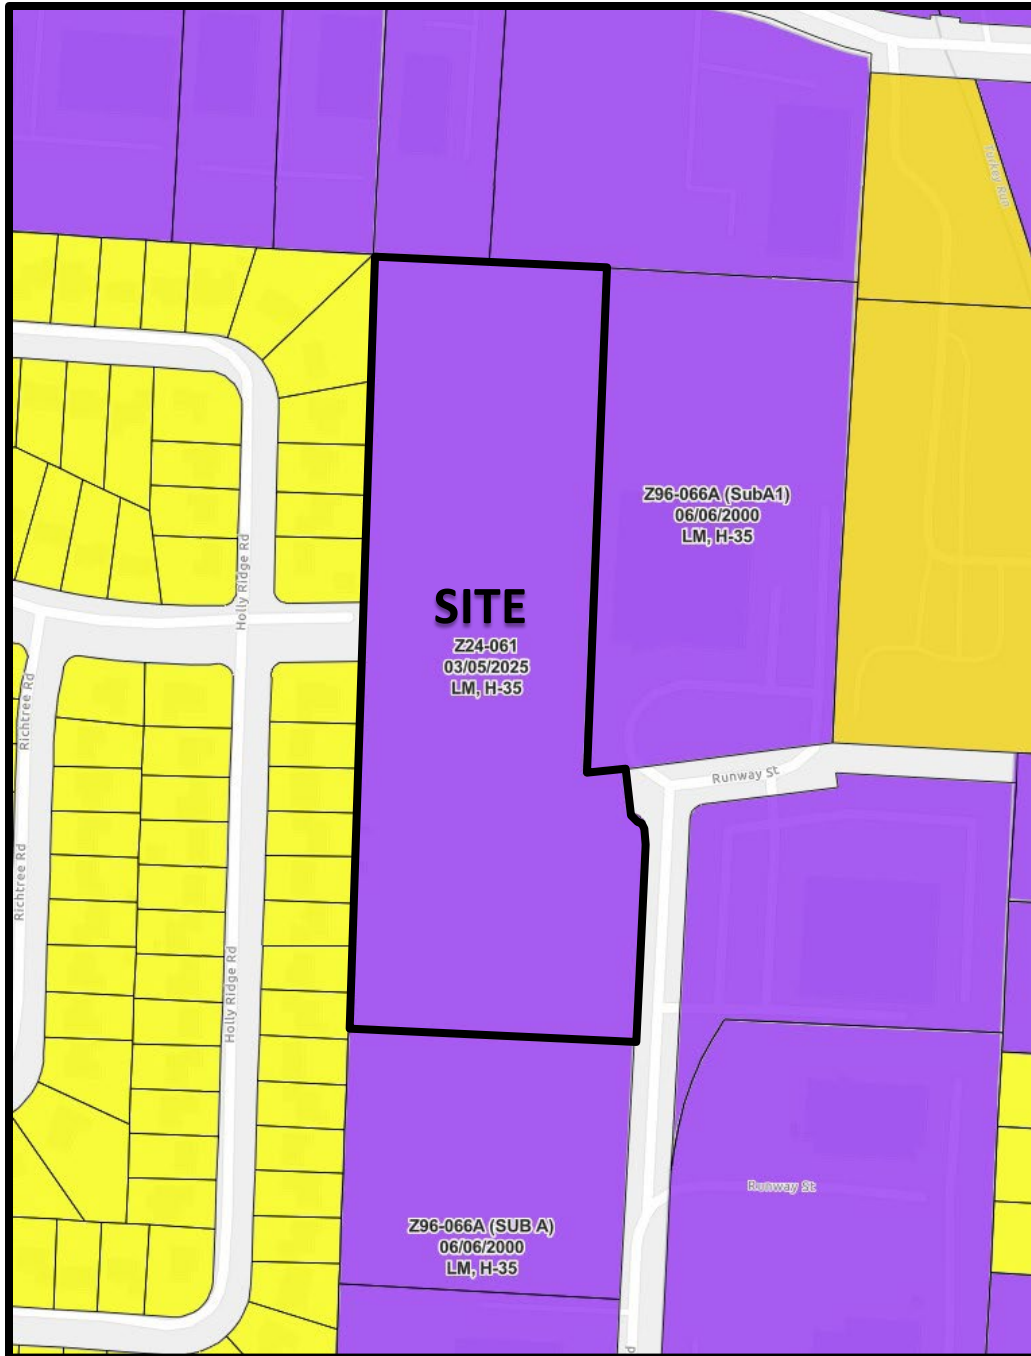 Turkey Run
Z96-066A (SubA1)
06/06/2000
LM, H-35
Holly Ridge Rd
SITE
Z24-061
03/05/2025
LM, H-35
Richtree Rd
Runway St
Richtree Rd
Holly Ridge Rd
Runway St
Z96-066A (SUB A)
06/06/2000
LM, H-35